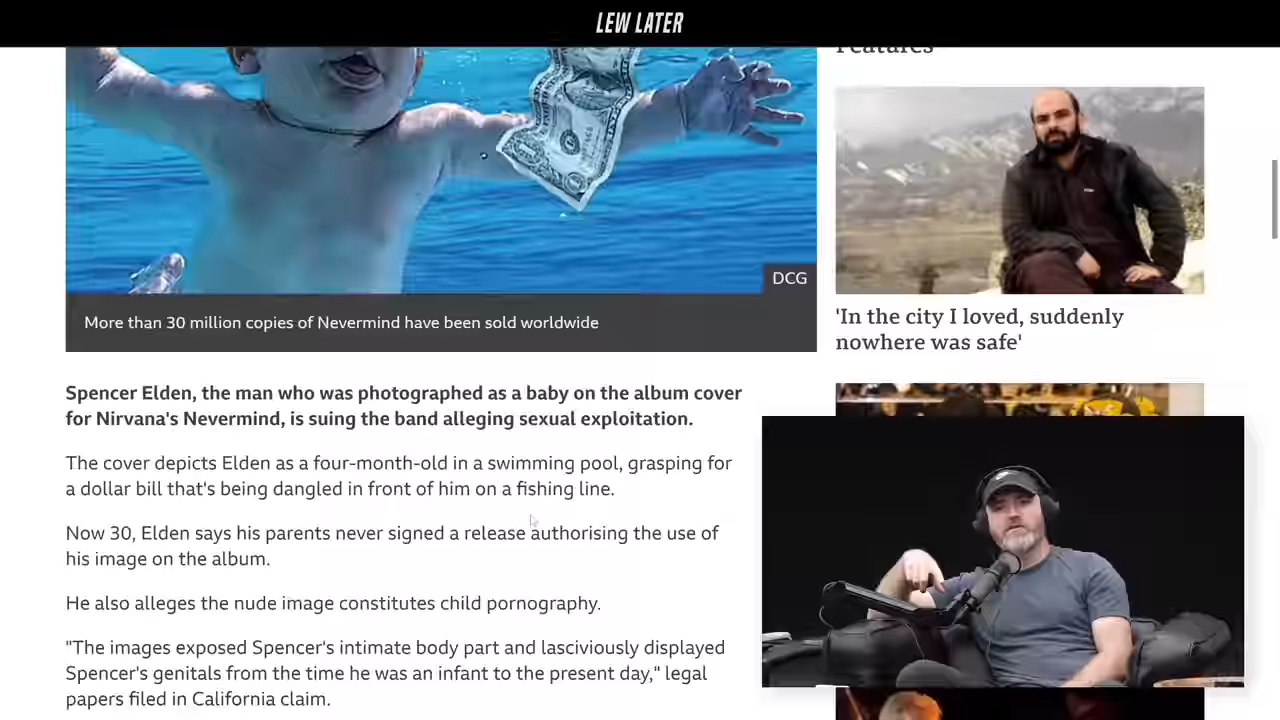 LEW LATER
Features
DCG
More than 30 million copies of Nevermind have been sold worldwide
'In the city I loved, suddenly
nowhere was safe'
Spencer Elden, the man who was photographed as a baby on the album cover
for Nirvana's Nevermind, is suing the band alleging sexual exploitation.
The cover depicts Elden as a four-month-old in a swimming pool, grasping for
a dollar bill that's being dangled in front of him on a fishing line.
Now 30, Elden says his parents never signed a release authorising the use of
his image on the album.
He also alleges the nude image constitutes child pornography.
"The images exposed Spencer's intimate body part and lasciviously displayed
Spencer's genitals from the time he was an infant to the present day," legal
papers filed in California claim.